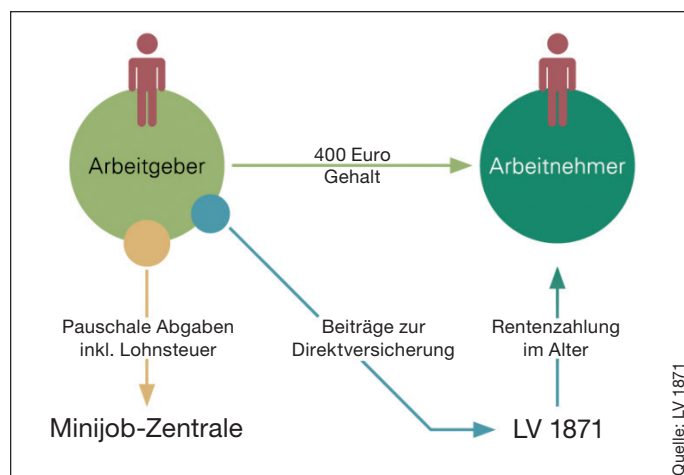 Arbeitgeber
400 Euro
Gehalt
Arbeitnehmer
Pauschale Abgaben
inkl. Lohnsteuer
Beiträge zur
Direktversicherung
Rentenzahlung
im Alter
Minijob-Zentrale
LV 1871
Quelle: LV 1871